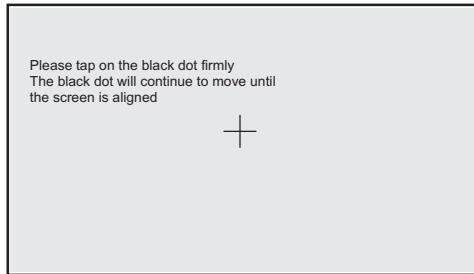 Please tap on the black dot firmly
The black dot will continue to move until
the screen is aligned